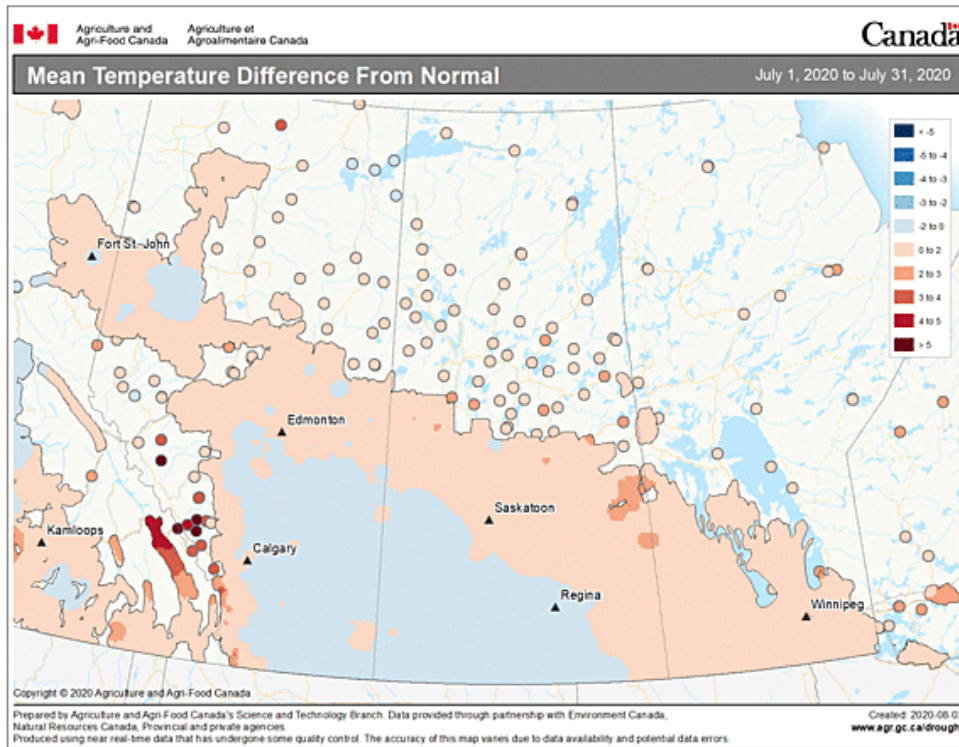 Agriculture and Agriculture et
Agri-Food Canada Agroalimentaire Canada
Canada
Mean Temperature Difference From Normal
July 1, 2020 to July 31, 2020
< -5
-5 to -4
-4 to -3
-3 to -2
-2 to 0
0 to 2
2 to 3
3 to 4
4 to 5
> 5
Fort St. John
Edmonton
Saskatoon
Kamloops
Calgary
Regina
Winnipeg
Copyright © 2020 Agriculture and Agri-Food Canada
Prepared by Agriculture and Agri-Food Canada's Science and Technology Branch. Data provided through partnership with Environment Canada,
Natural Resources Canada, Provincial and private agencies.
Produced using near real-time data that has undergone some quality control. The accuracy of this map varies due to data availability and potential data errors.
Created: 2020-08-0
www.agr.gc.ca/drough